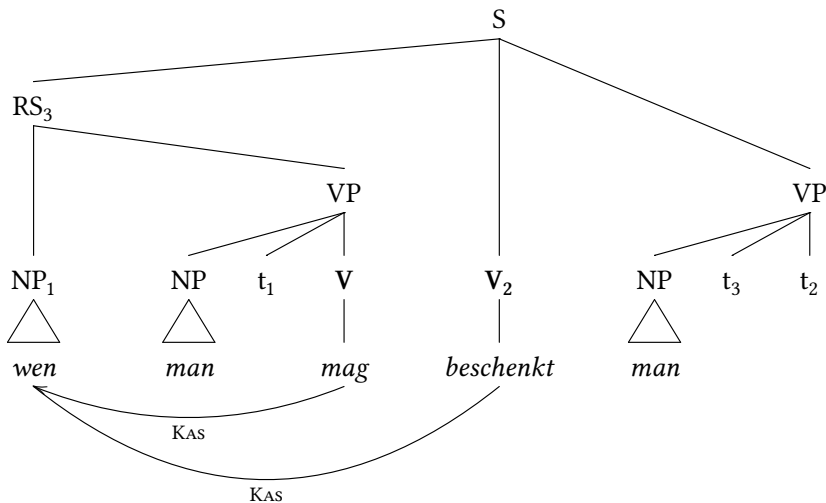 S
RS₃
VP VP
NP₁ NP t₁ V V₂ NP t₃ t₂
wen man mag beschenkt man
KAS
KAS